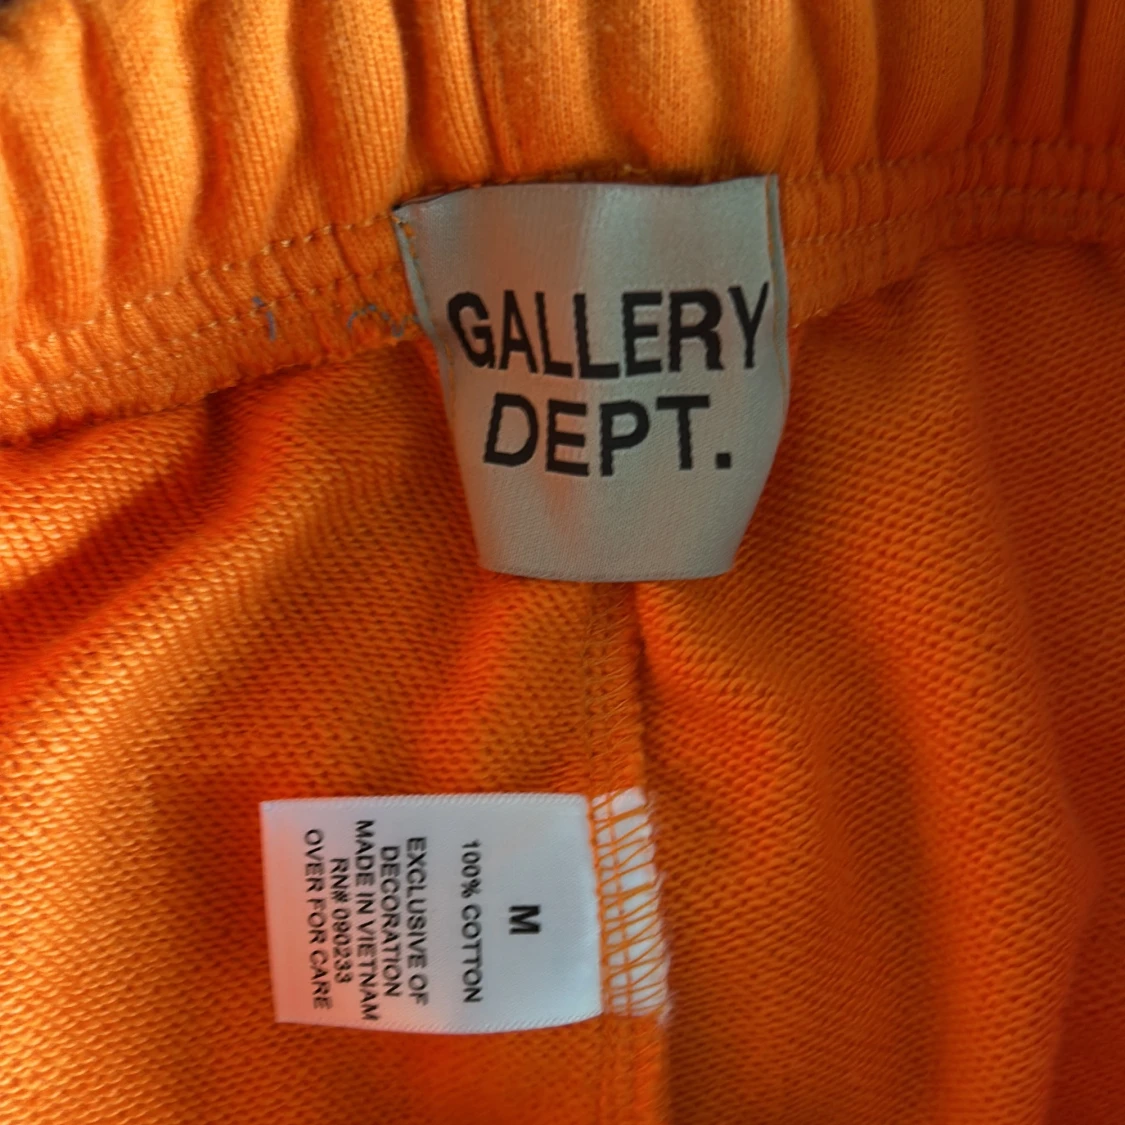 GALLERY
DEPT.
M
100% COTTON
EXCLUSIVE OF
DECORATION
MADE IN VIETNAM
RN# 090233
OVER FOR CARE